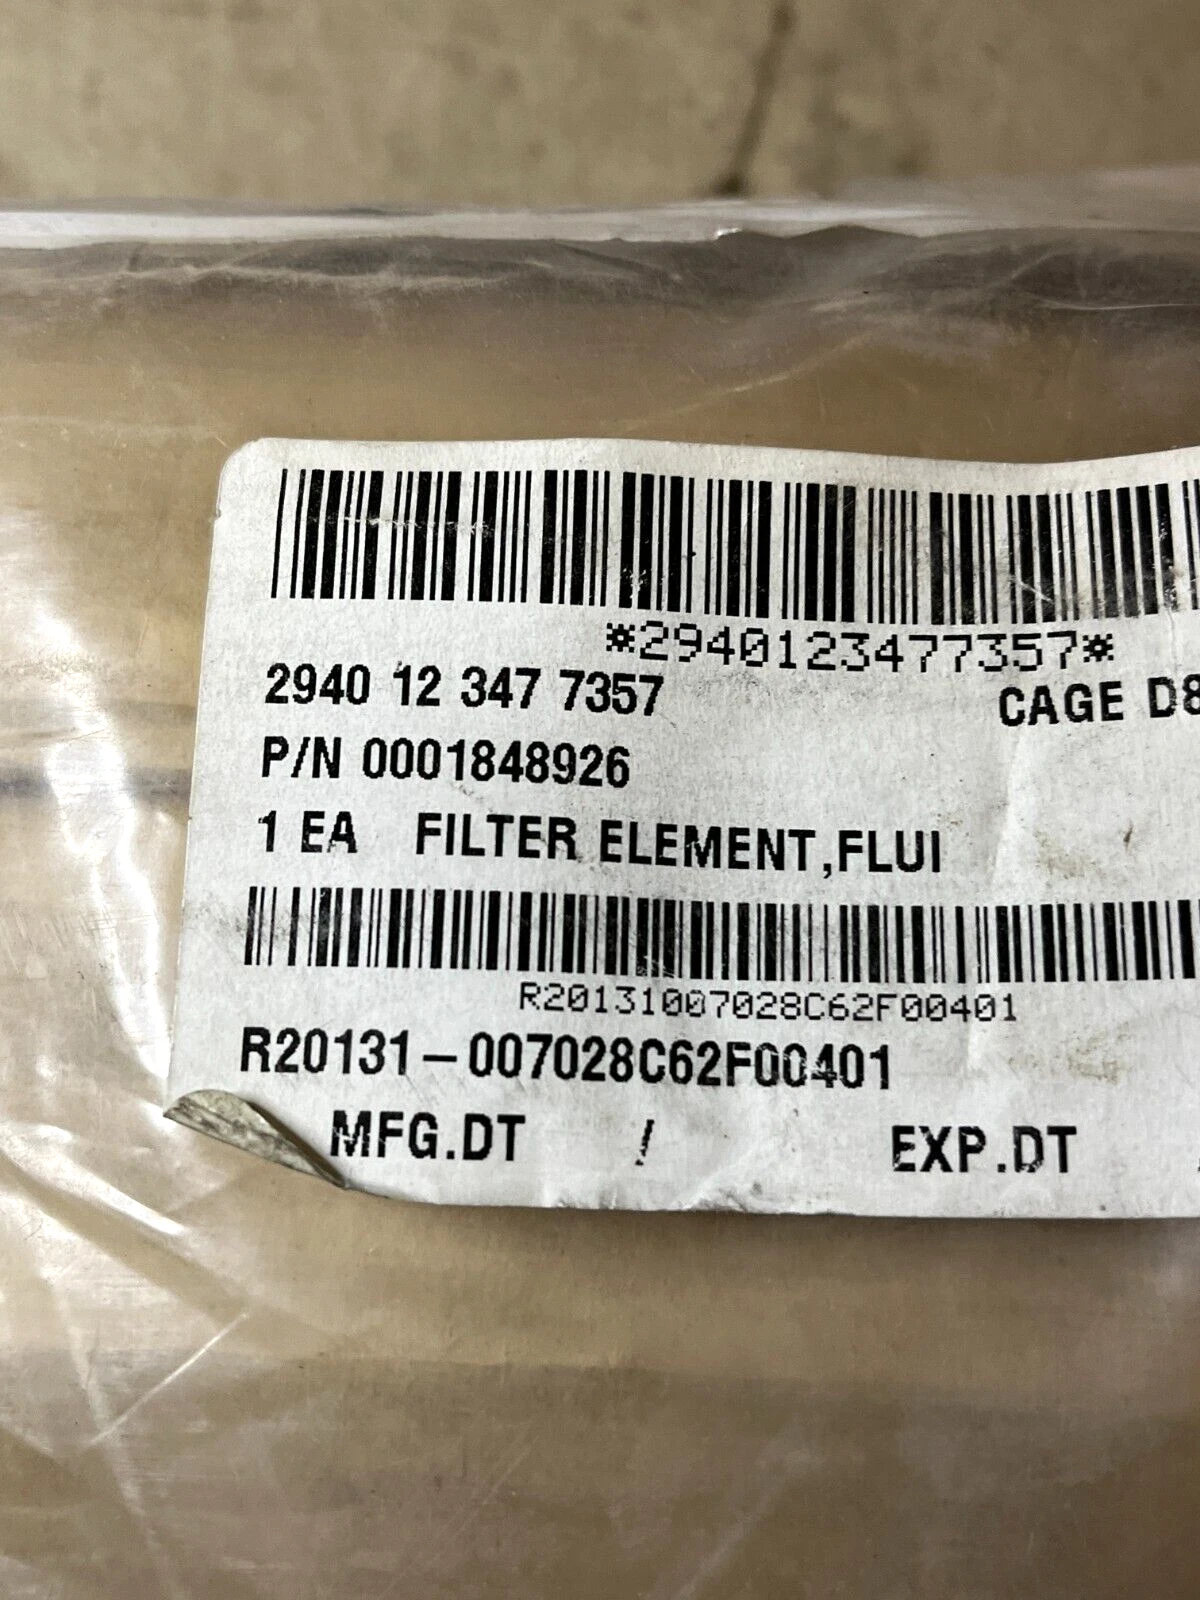 *2940123477357*
2940 12 347 7357 CAGE D8
P/N 0001848926
1 EA FILTER ELEMENT,FLUI
R20131007028C62F00401
R20131-007028C62F00401
MFG.DT / EXP.DT